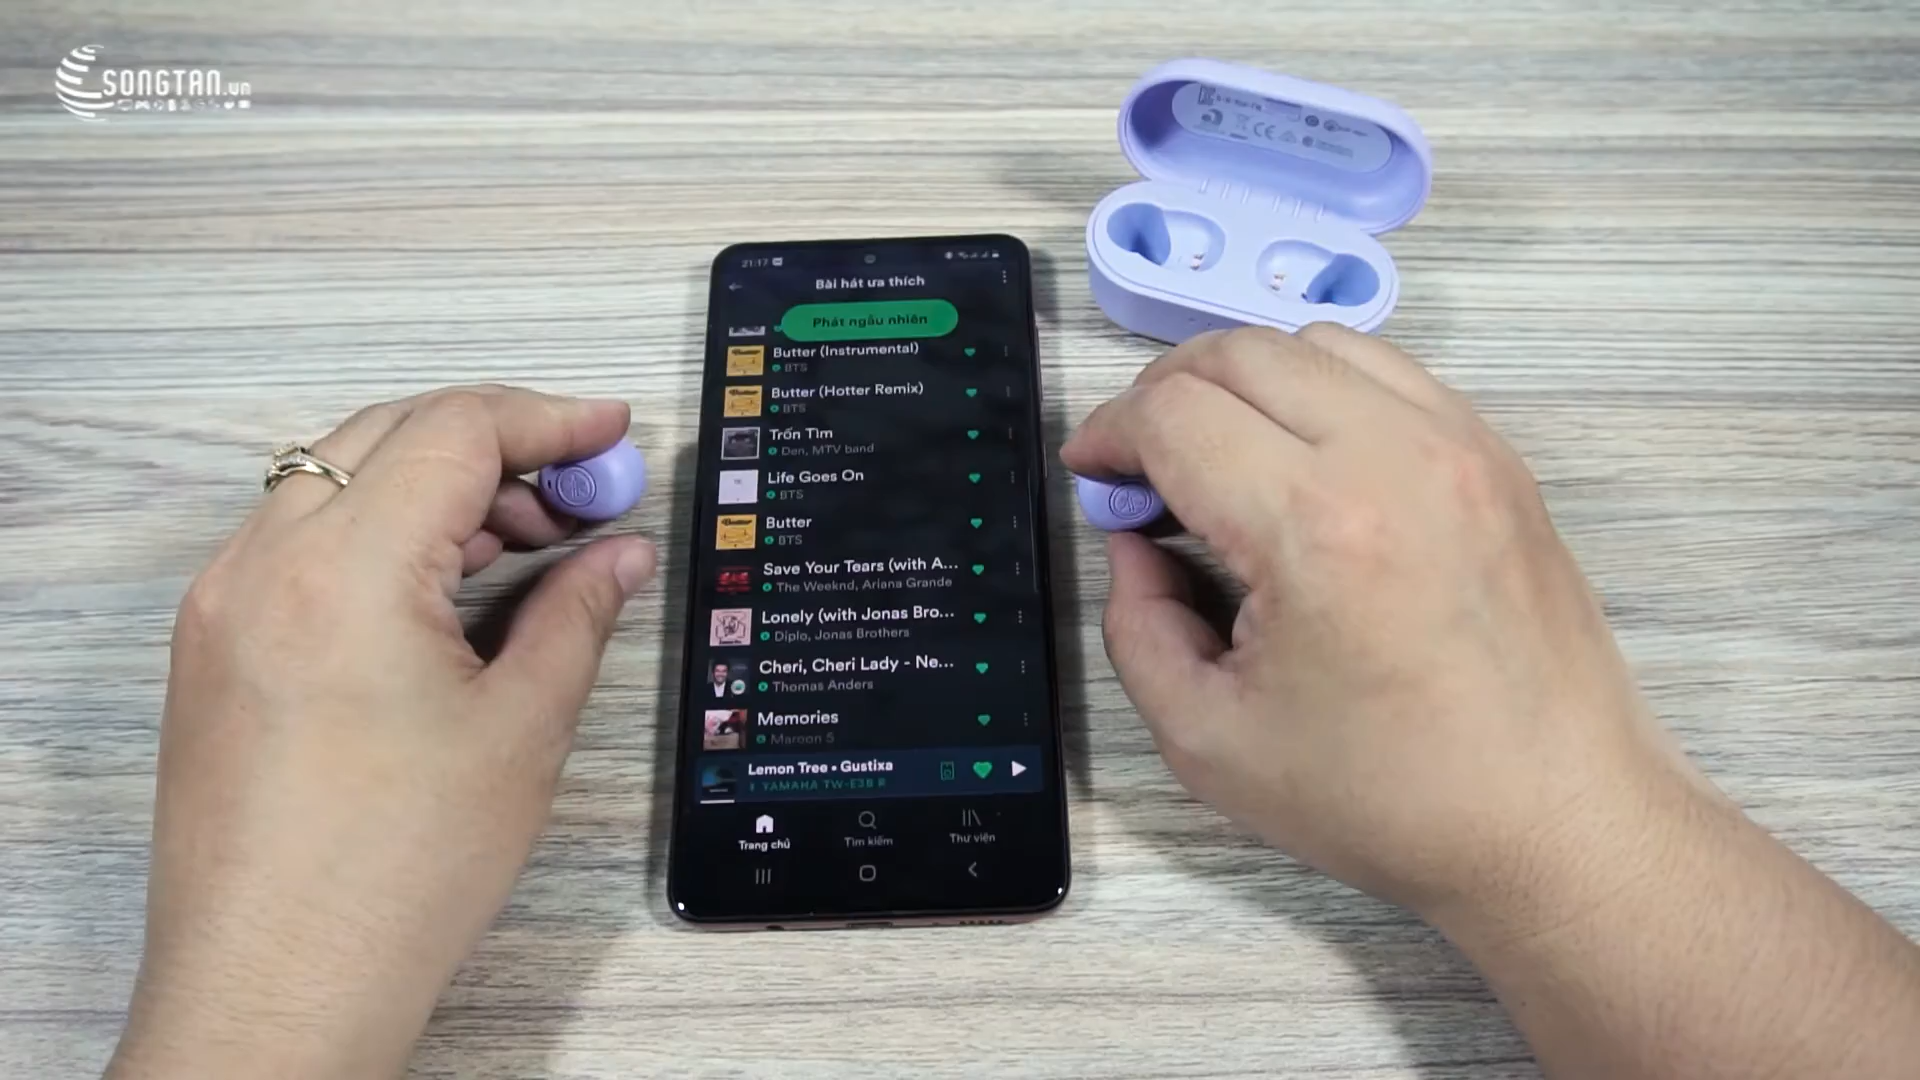 SONGTAN.vn
21:17
Bài hát ưa thích
Phát ngẫu nhiên
Butter (Instrumental)
BTS
Butter (Hotter Remix)
BTS
Trốn Tìm
Den, MTV band
Life Goes On
BTS
Butter
BTS
Save Your Tears (with A...
The Weeknd, Ariana Grande
Lonely (with Jonas Bro...
Diplo, Jonas Brothers
Cheri, Cheri Lady - Ne...
Thomas Anders
Memories
Maroon 5
Lemon Tree • Gustixa
YAMAHA TW-E3B R
Trang chủ
Tìm kiếm
Thư viện
CE